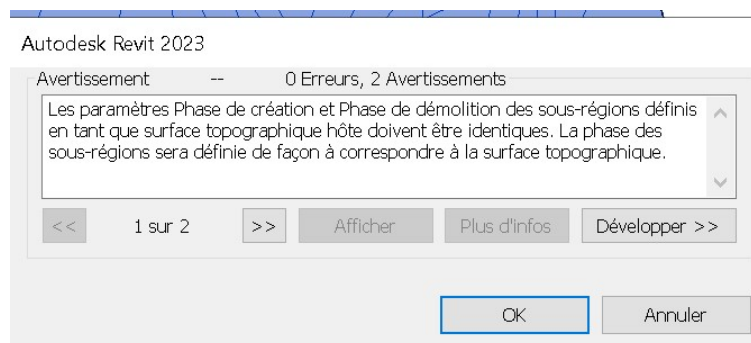 Autodesk Revit 2023
Avertissement -- 0 Erreurs, 2 Avertissements
Les paramètres Phase de création et Phase de démolition des sous-régions définis
en tant que surface topographique hôte doivent être identiques. La phase des
sous-régions sera définie de façon à correspondre à la surface topographique.
<< 1 sur 2 >> Afficher Plus d'infos Développer >>
OK Annuler